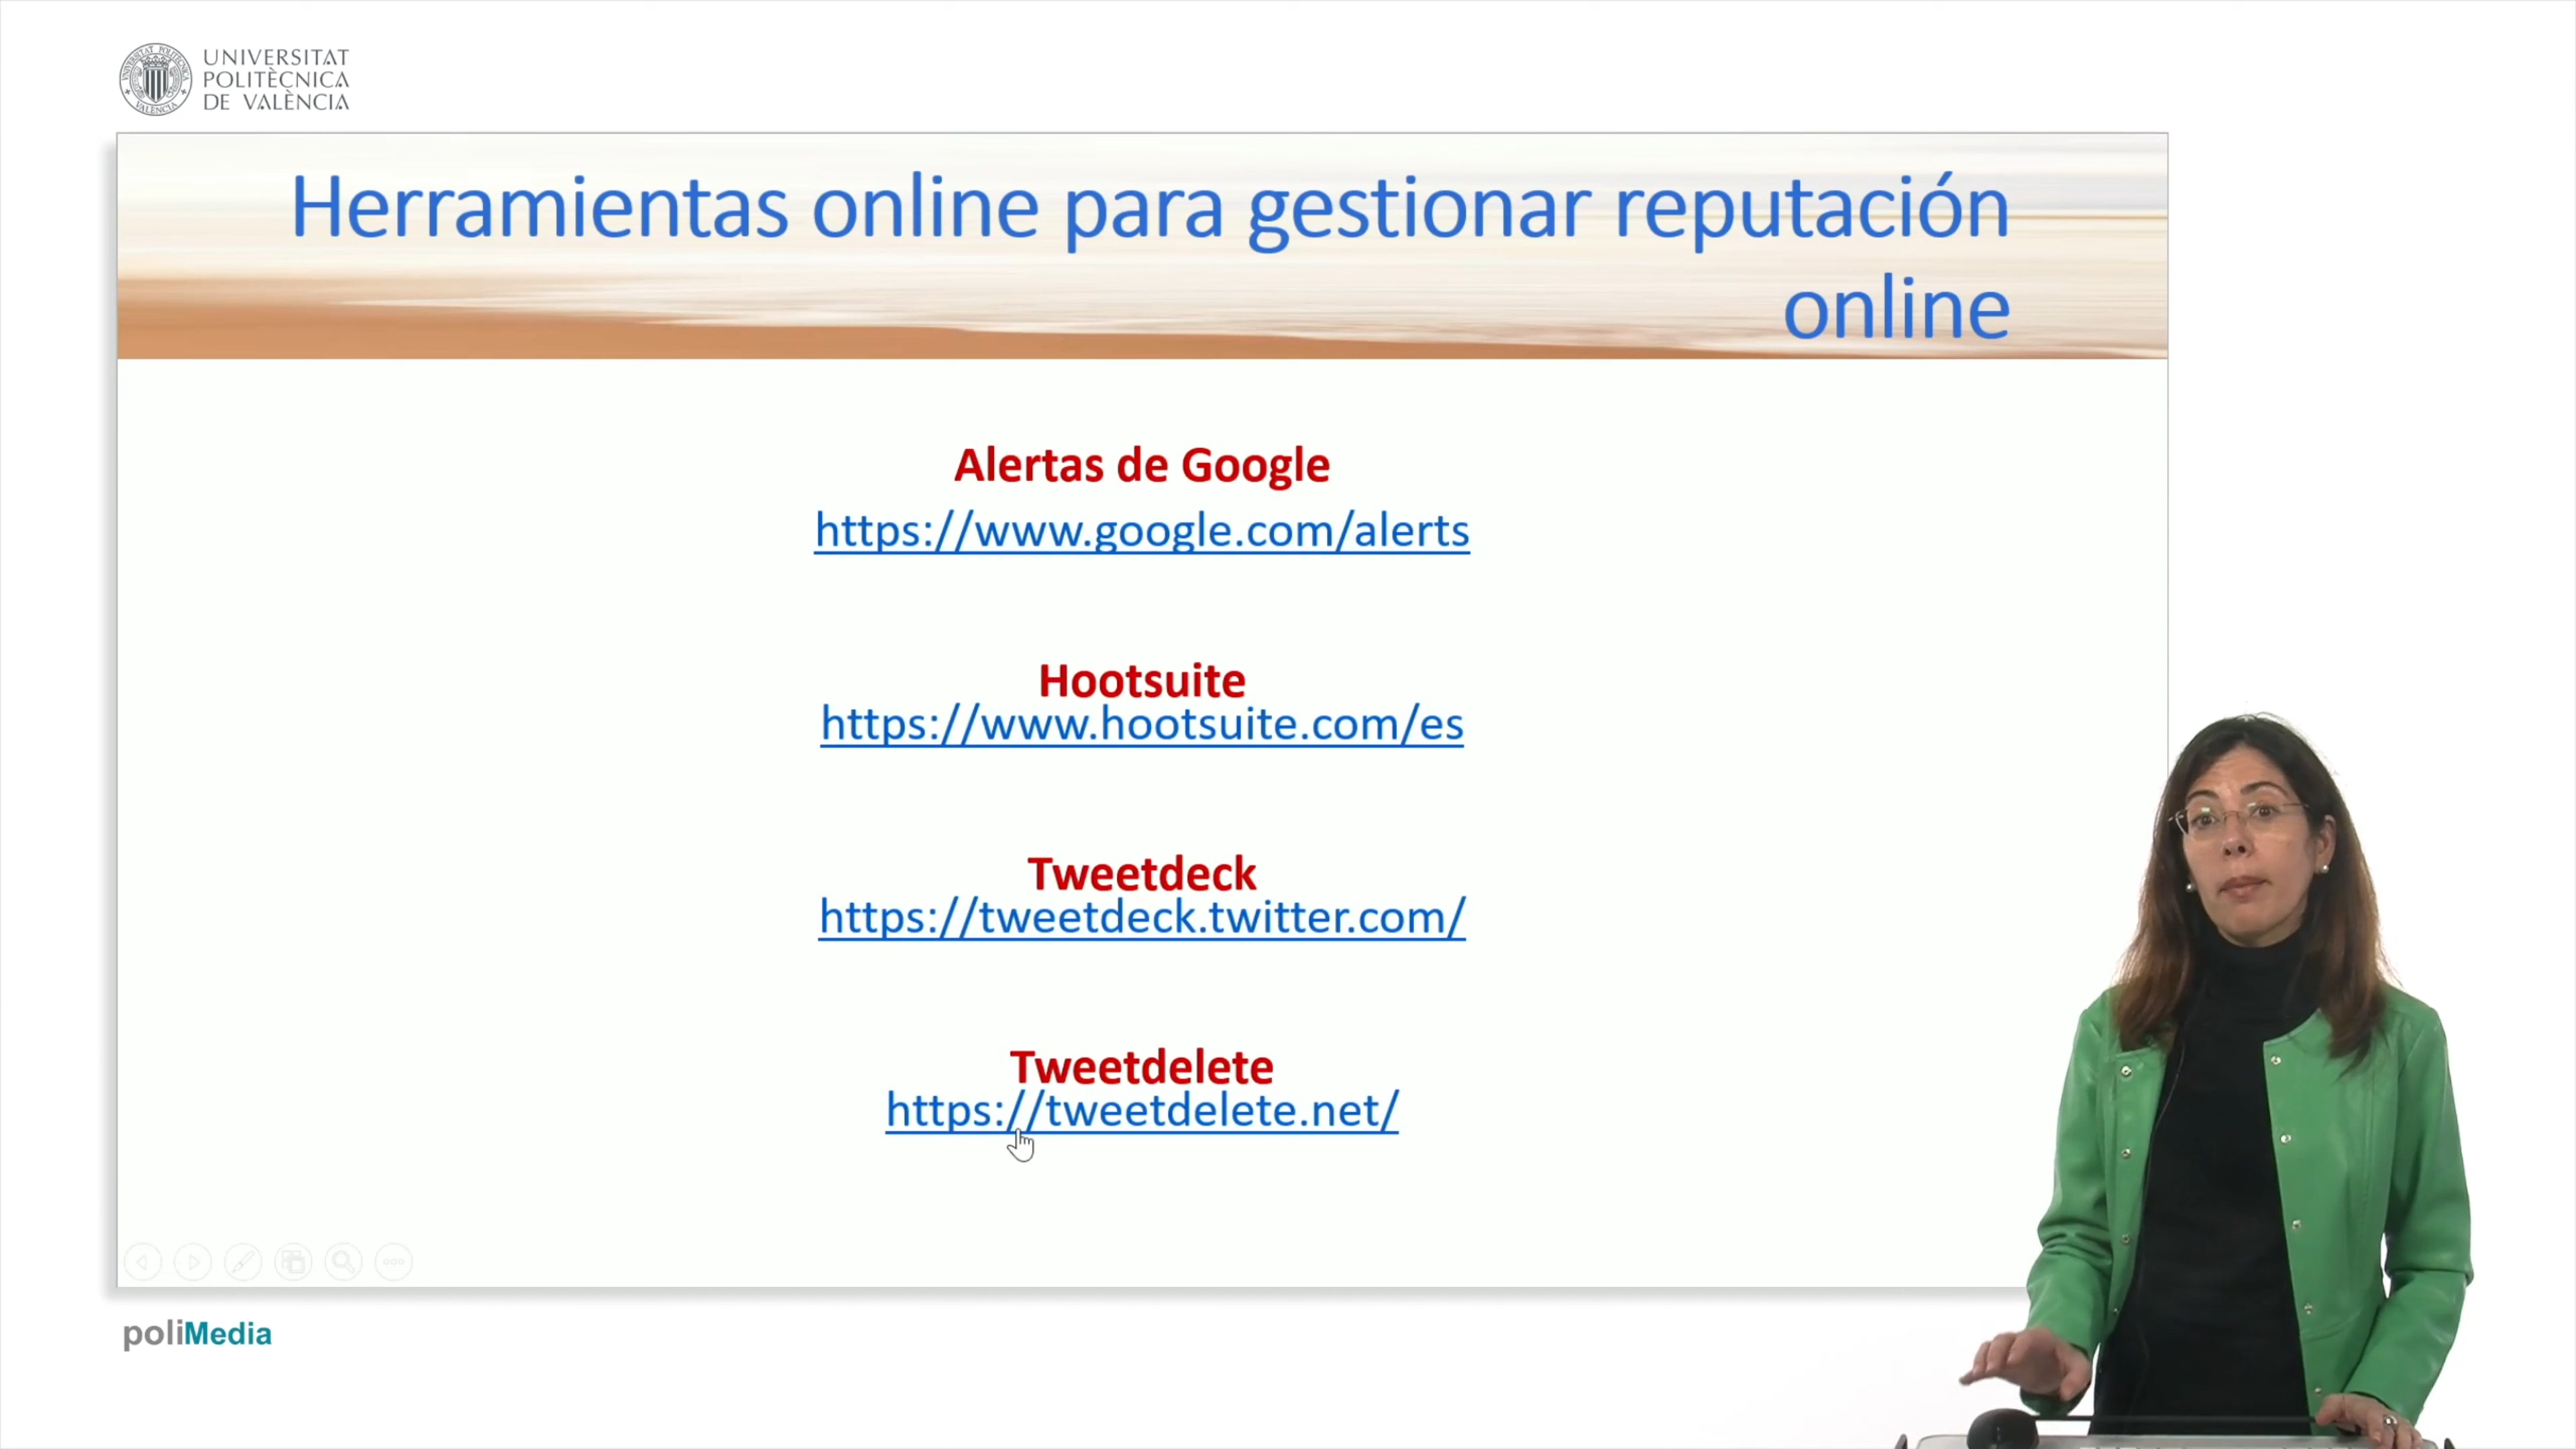 UNIVERSITAT
POLITÈCNICA
DE VALÈNCIA
Herramientas online para gestionar reputación
online
Alertas de Google
https://www.google.com/alerts
Hootsuite
https://www.hootsuite.com/es
Tweetdeck
https://tweetdeck.twitter.com/
Tweetdelete
https://tweetdelete.net/
poliMedia